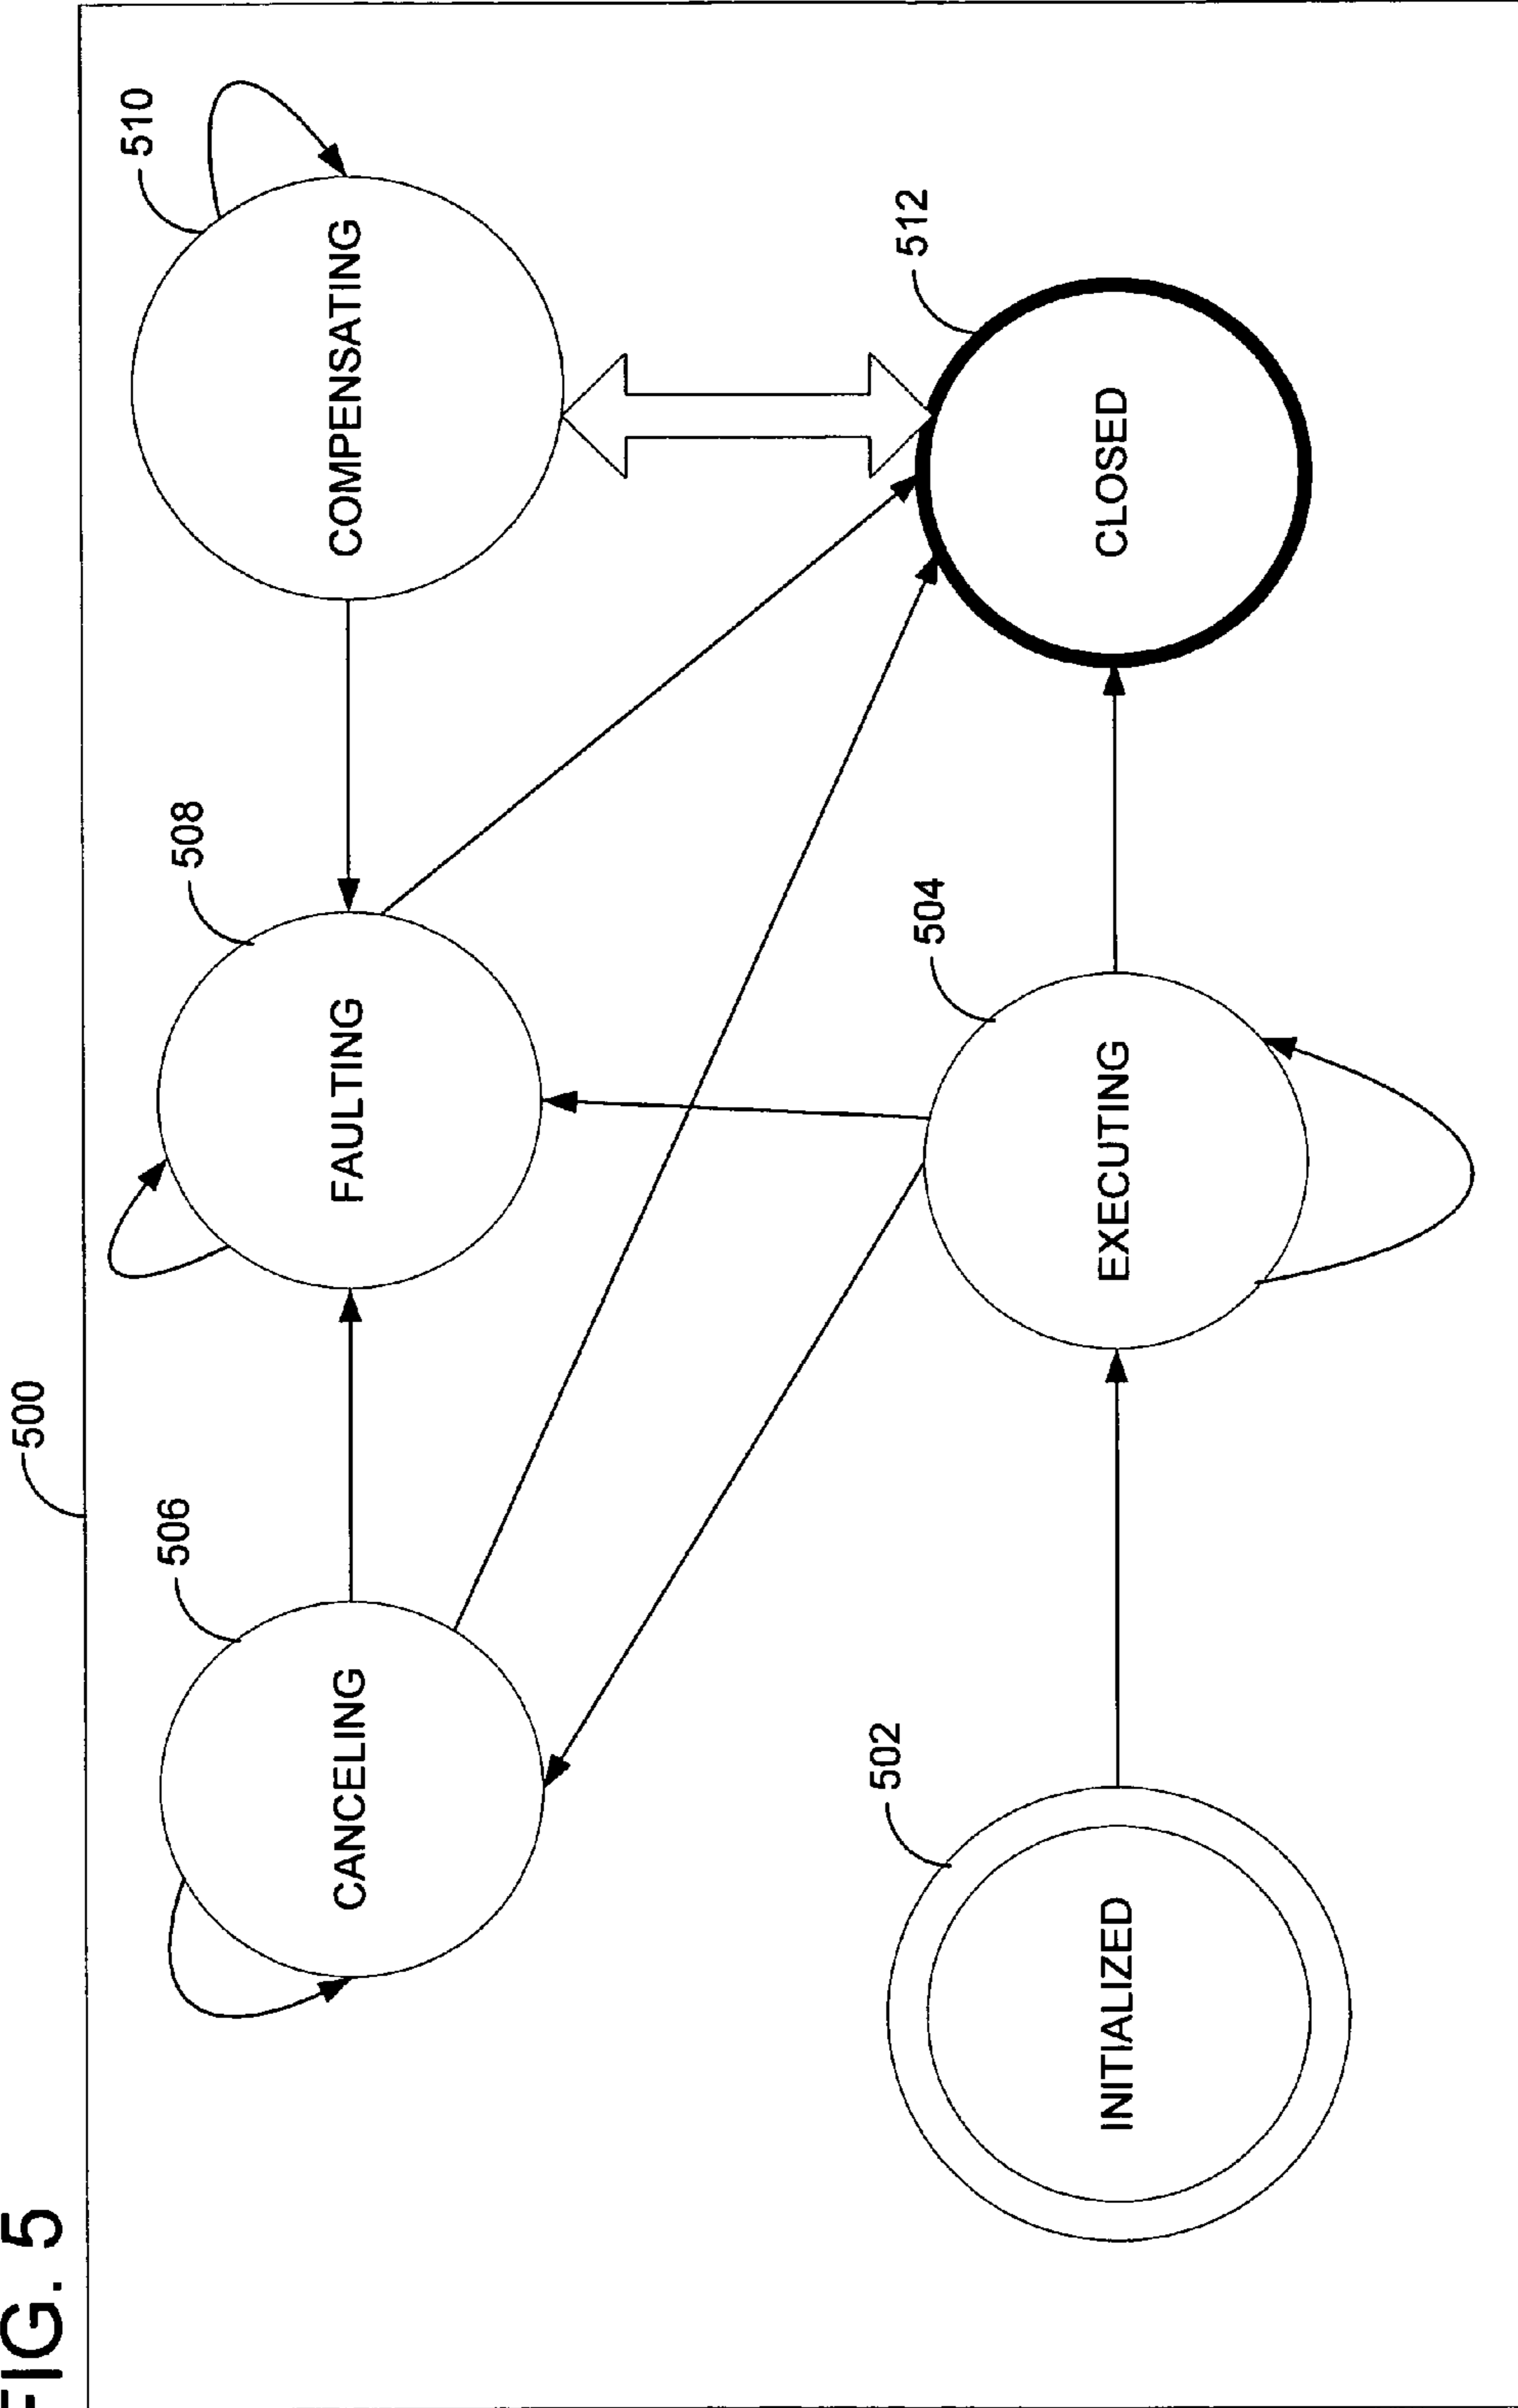 FIG. 5
500
506
508
510
CANCELING
FAULTING
COMPENSATING
502
504
512
INITIALIZED
EXECUTING
CLOSED